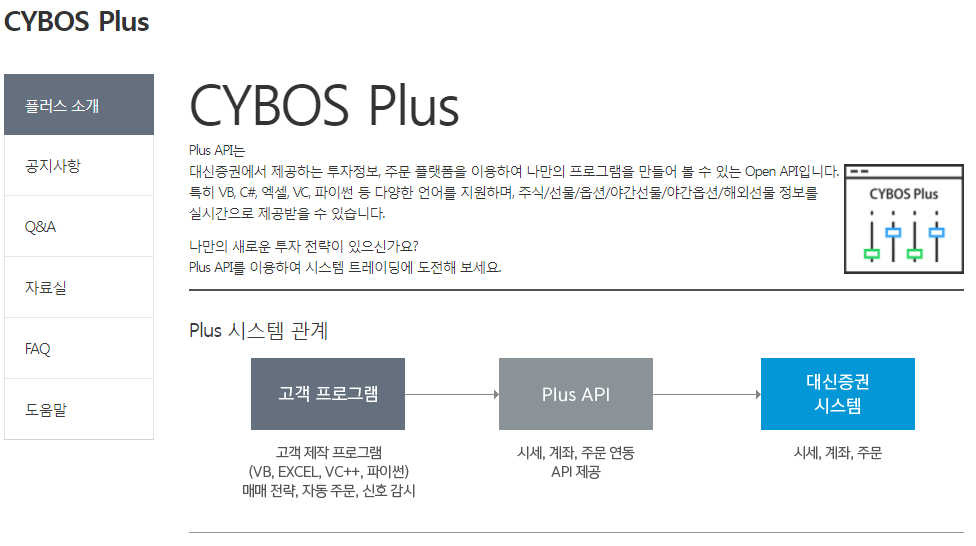 CYBOS Plus
플러스 소개
공지사항
Q&A
자료실
FAQ
도움말
CYBOS Plus
Plus API는
대신증권에서 제공하는 투자정보, 주문 플랫폼을 이용하여 나만의 프로그램을 만들어 볼 수 있는 Open API입니다.
특히 VB, C#, 엑셀, VC, 파이썬 등 다양한 언어를 지원하며, 주식/선물/옵션/야간선물/야간옵션/해외선물 정보를
실시간으로 제공받을 수 있습니다.
나만의 새로운 투자 전략이 있으신가요?
Plus API를 이용하여 시스템 트레이딩에 도전해 보세요.
CYBOS Plus
Plus 시스템 관계
고객 프로그램
고객 제작 프로그램
(VB, EXCEL, VC++, 파이썬)
매매 전략, 자동 주문, 신호 감시
Plus API
시세, 계좌, 주문 연동
API 제공
대신증권
시스템
시세, 계좌, 주문